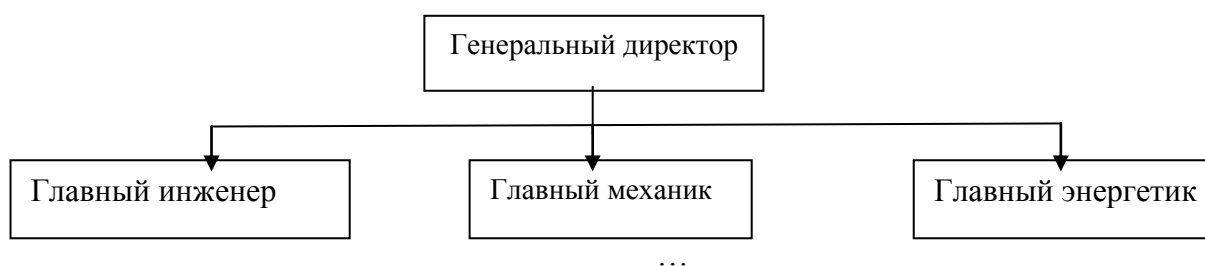 Генеральный директор
Главный инженер
Главный механик
Главный энергетик
…